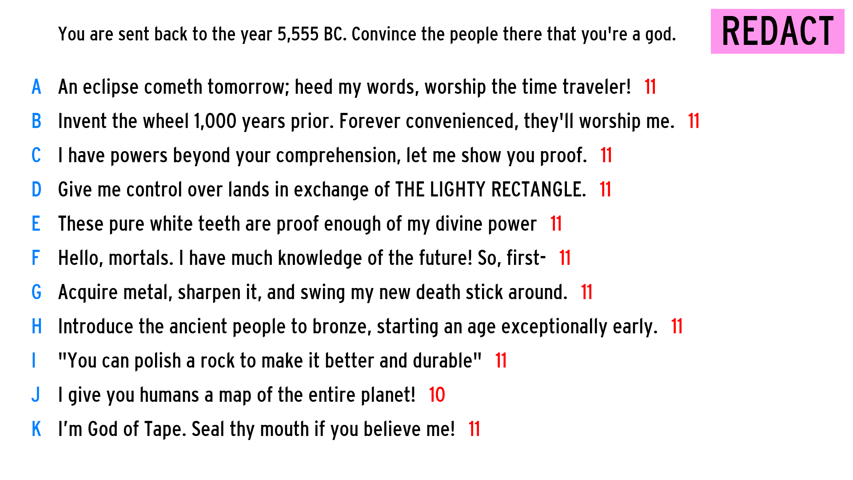 You are sent back to the year 5,555 BC. Convince the people there that you're a god.
REDACT
A An eclipse cometh tomorrow; heed my words, worship the time traveler! 11
B Invent the wheel 1,000 years prior. Forever convenienced, they'll worship me. 11
C I have powers beyond your comprehension, let me show you proof. 11
D Give me control over lands in exchange of THE LIGHTY RECTANGLE. 11
E These pure white teeth are proof enough of my divine power 11
F Hello, mortals. I have much knowledge of the future! So, first- 11
G Acquire metal, sharpen it, and swing my new death stick around. 11
H Introduce the ancient people to bronze, starting an age exceptionally early. 11
I "You can polish a rock to make it better and durable" 11
J I give you humans a map of the entire planet! 10
K I’m God of Tape. Seal thy mouth if you believe me! 11